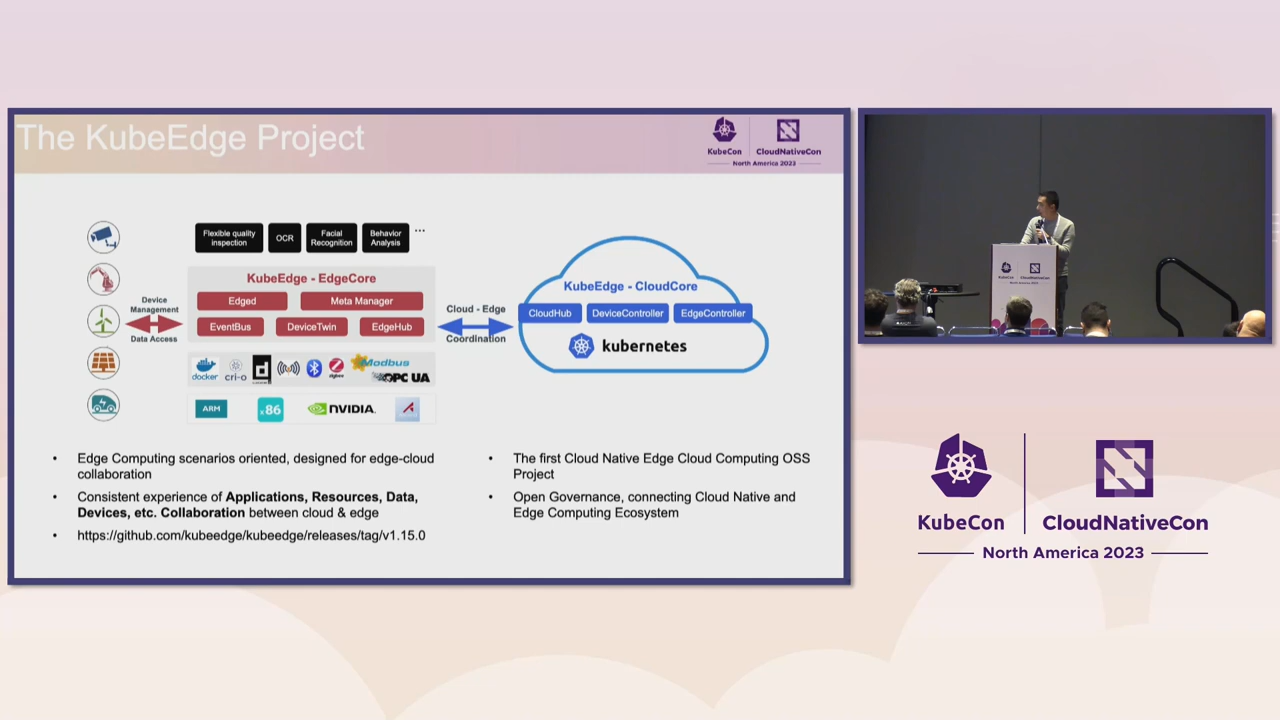 The KubeEdge Project
KubeCon
CloudNativeCon
North America 2023
Flexible quality
inspection
OCR
Facial
Recognition
Behavior
Analysis
...
KubeEdge - EdgeCore
Edged
Meta Manager
EventBus
DeviceTwin
EdgeHub
Device
Management
Data Access
docker
cri-o
zigbee
Modbus
OPC UA
ARM
x86
NVIDIA.
Cloud - Edge
Coordination
KubeEdge - CloudCore
CloudHub
DeviceController
EdgeController
kubernetes
• Edge Computing scenarios oriented, designed for edge-cloud
collaboration
• Consistent experience of Applications, Resources, Data,
Devices, etc. Collaboration between cloud & edge
• https://github.com/kubeedge/kubeedge/releases/tag/v1.15.0
• The first Cloud Native Edge Cloud Computing OSS
Project
• Open Governance, connecting Cloud Native and
Edge Computing Ecosystem
KubeCon
CloudNativeCon
North America 2023